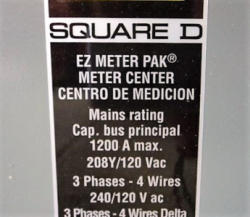 SQUARE D
EZ METER PAK®
METER CENTER
CENTRO DE MEDICION
Mains rating
Cap. bus principal
1200 A max.
208Y/120 Vac
3 Phases - 4 Wires
240/120 V ac
3 Phases - 4 Wires Delta